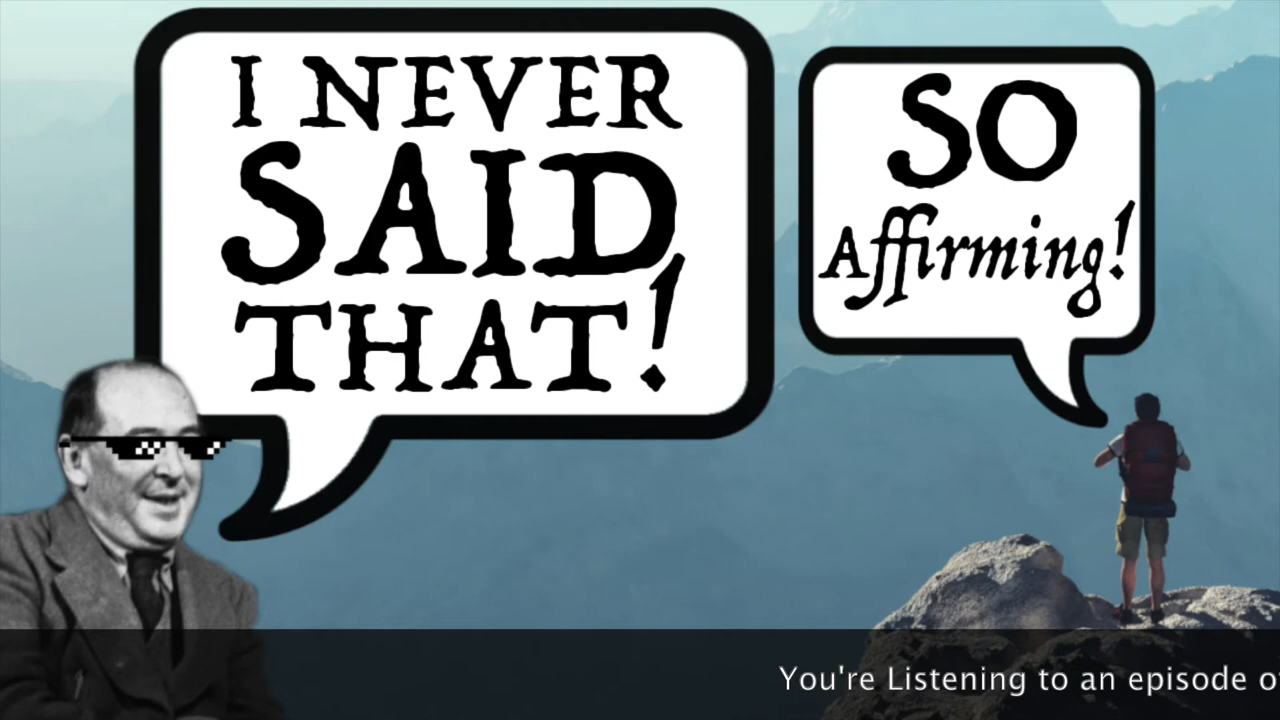 I NEVER
SAID
THAT!
SO
Affirming!
You're Listening to an episode o